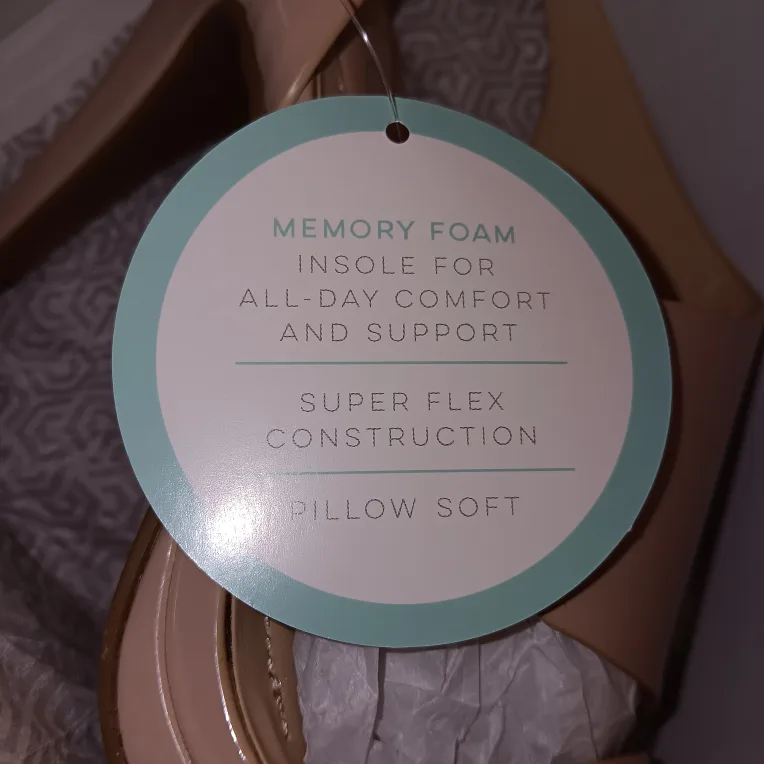 MEMORY FOAM
INSOLE FOR
ALL-DAY COMFORT
AND SUPPORT
SUPER FLEX
CONSTRUCTION
PILLOW SOFT